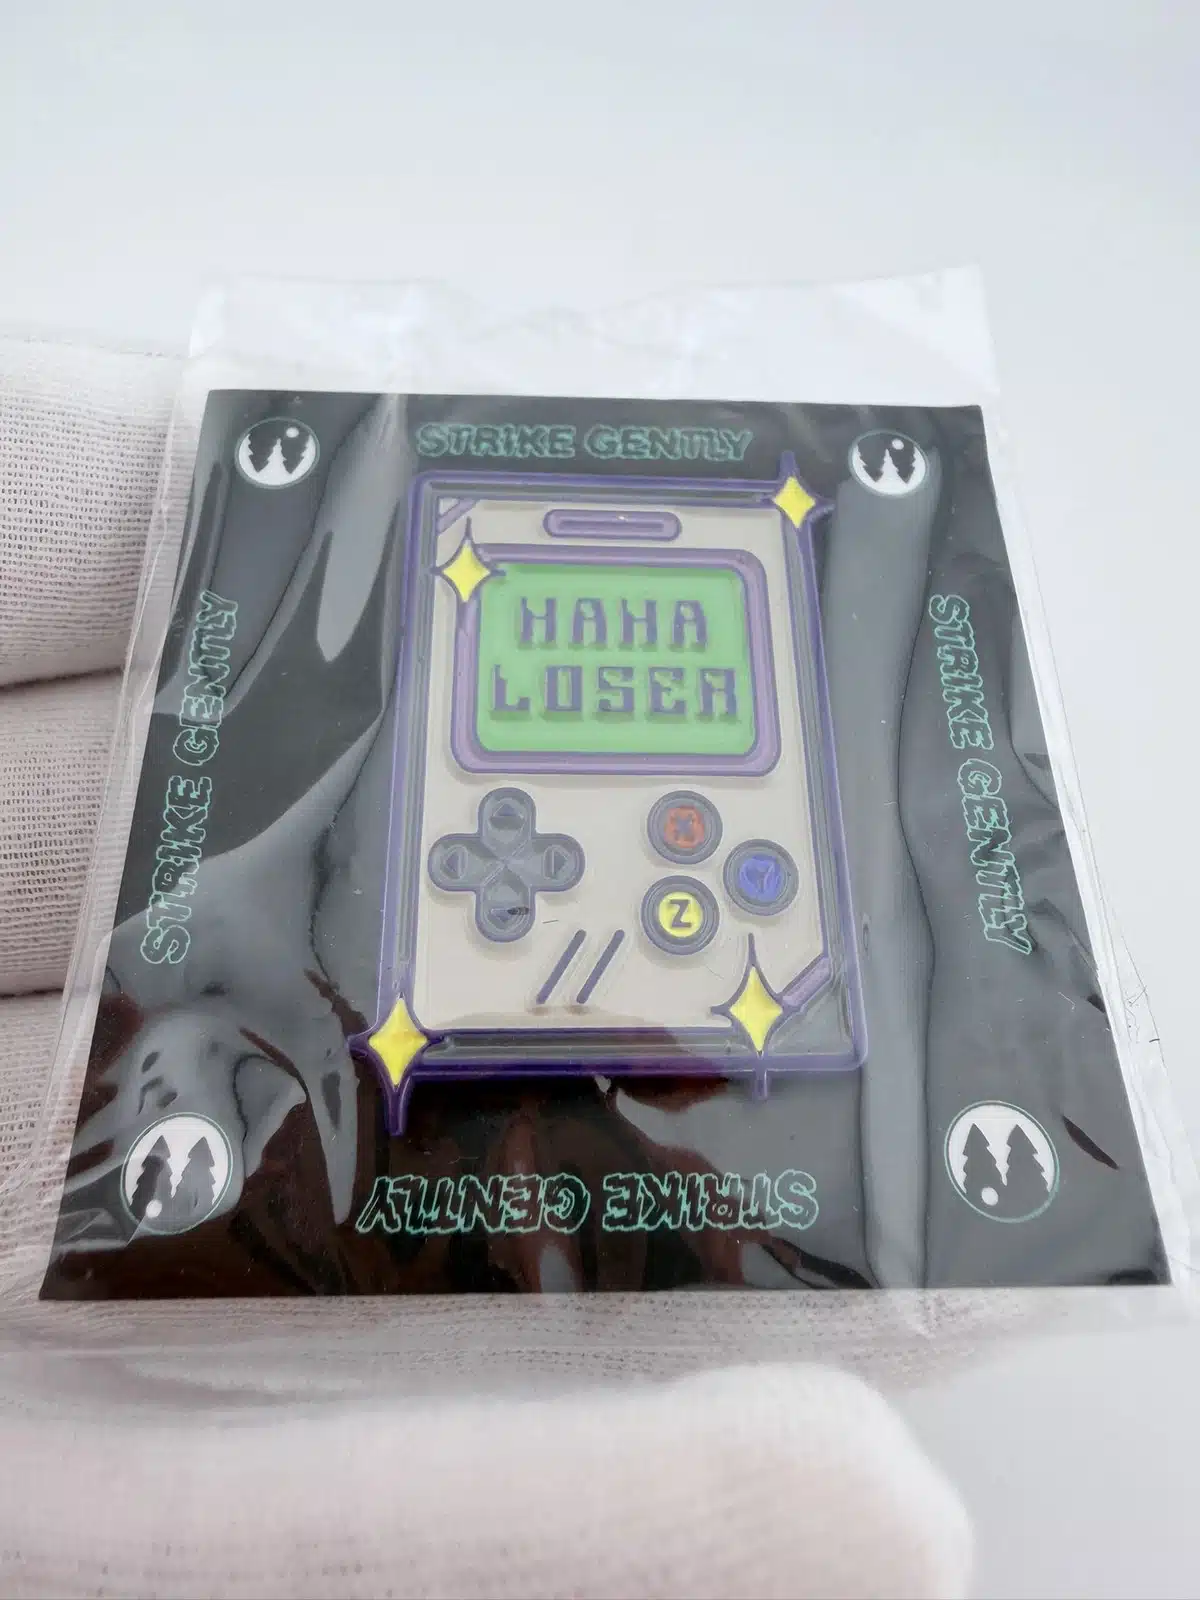 STRIKE GENTLY
STRIKE GENTLY
STRIKE GENTLY
HAHA
LOSER
X
Y
Z
STRIKE GENTLY